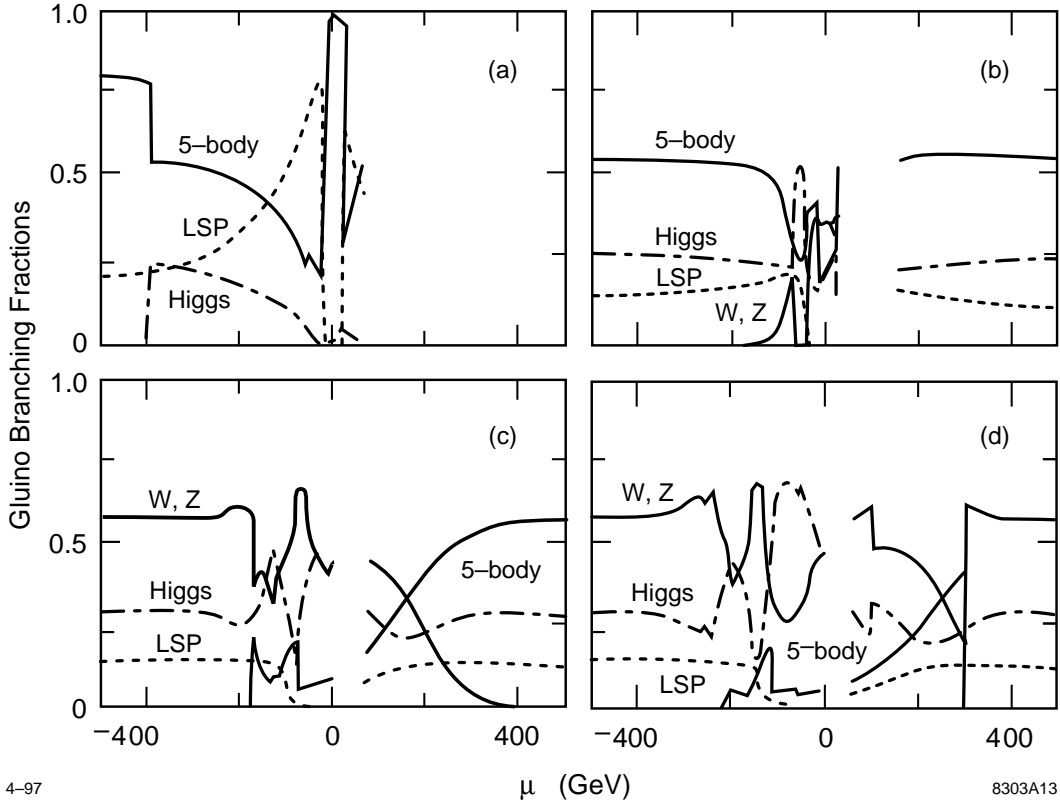 Gluino Branching Fractions
1.0
0.5
0
(a)
5–body
LSP
Higgs
(b)
5–body
Higgs
LSP
W, Z
1.0
0.5
0
(c)
W, Z
Higgs
LSP
5–body
−400 0 400
(d)
W, Z
Higgs
LSP
5–body
−400 0 400
μ (GeV)
4–97
8303A13